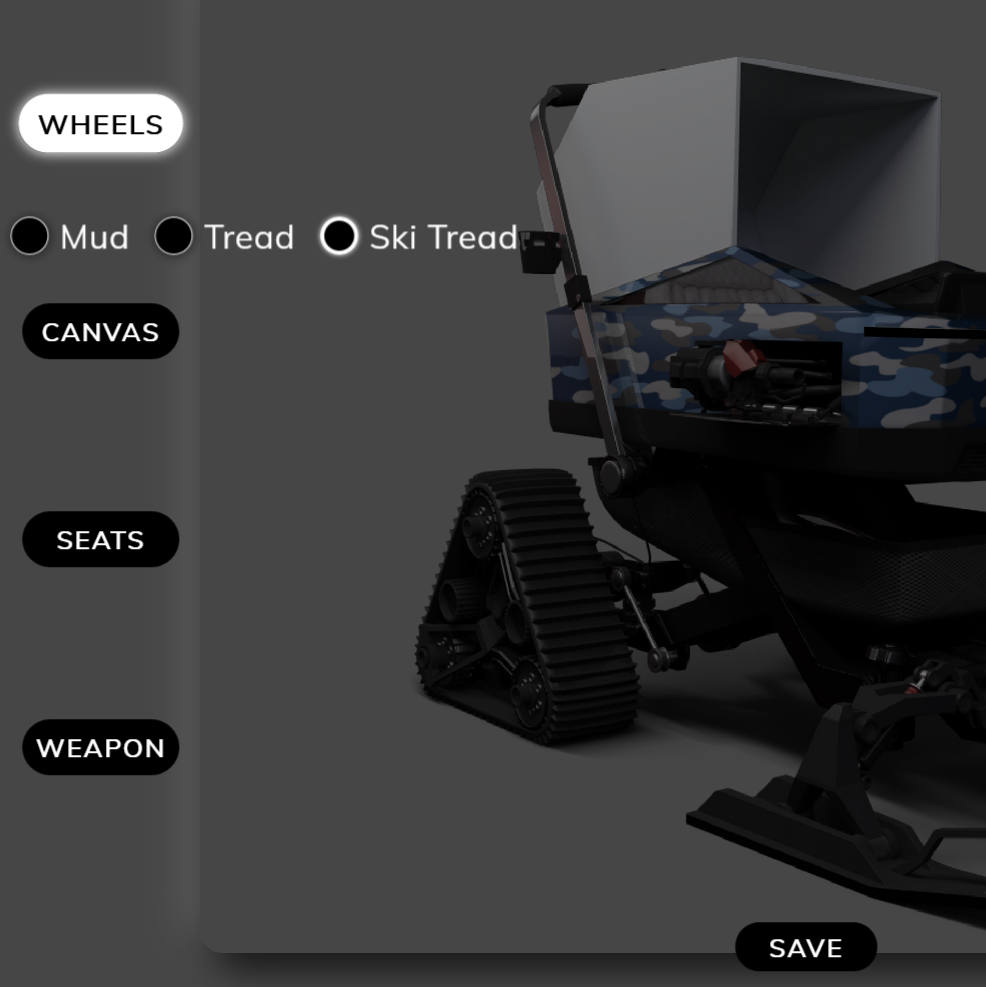 WHEELS
Mud Tread Ski Tread
CANVAS
SEATS
WEAPON
SAVE